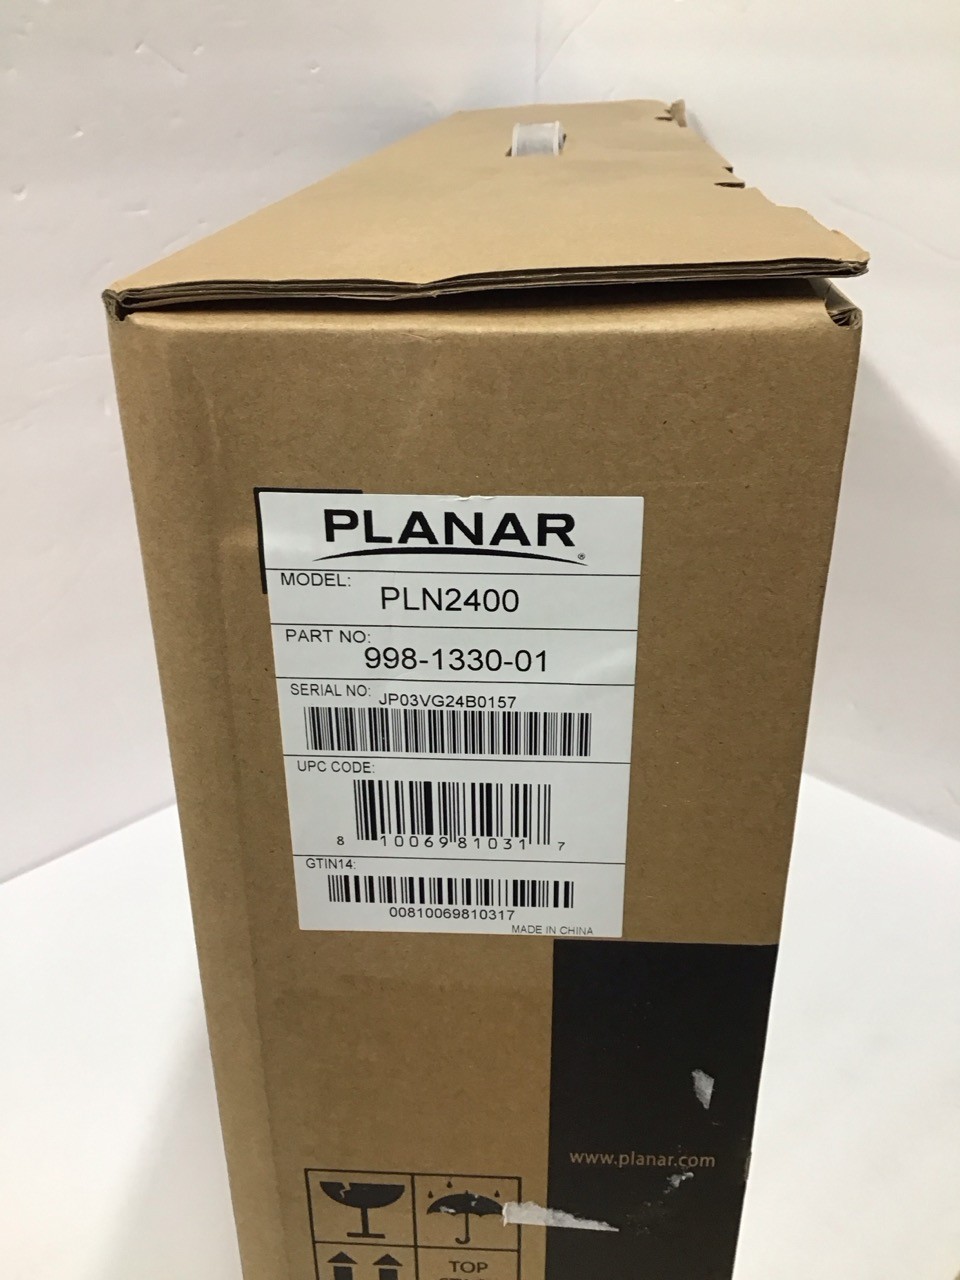 PLANAR®
MODEL: PLN2400
PART NO: 998-1330-01
SERIAL NO: JP03VG24B0157
UPC CODE:
8 10069 81031 7
GTIN14:
00810069810317
MADE IN CHINA
www.planar.com
TOP